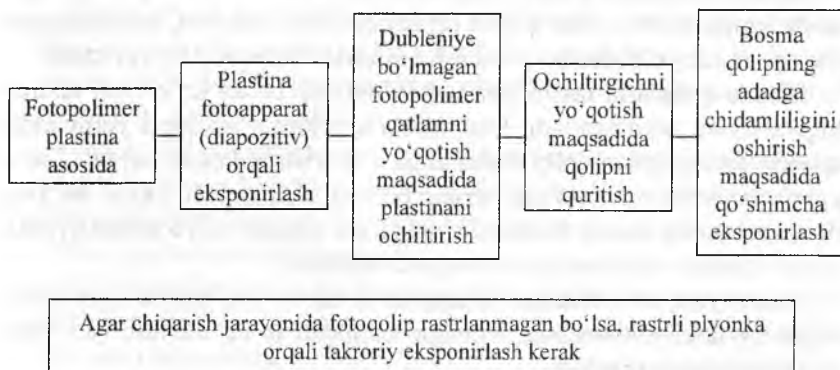 Fotopolimer
plastina
asosida
Plastina
fotoapparat
(diapozitiv)
orqali
eksponirlash
Dubleniye
bo‘lmagan
fotopolimer
qatlamni
yo‘qotish
maqsadida
plastinani
ochiltirish
Ochiltirgichni
yo‘qotish
maqsadida
qolipni
quritish
Bosma
qolipning
adadga
chidamliligini
oshirish
maqsadida
qo‘shimcha
eksponirlash
Agar chiqarish jarayonida fotoqolip rastrlanmagan bo‘lsa, rastrli plyonka
orqali takroriy eksponirlash kerak